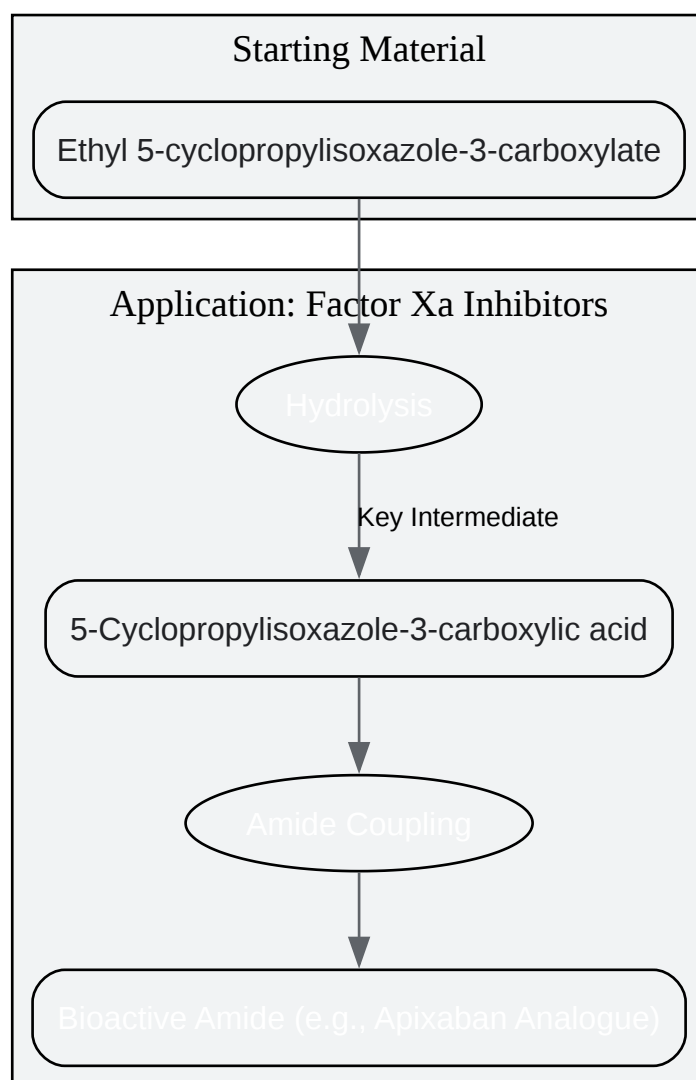 Starting Material
Ethyl 5-cyclopropylisoxazole-3-carboxylate
Application: Factor Xa Inhibitors
Hydrolysis
Key Intermediate
5-Cyclopropylisoxazole-3-carboxylic acid
Amide Coupling
Bioactive Amide (e.g., Apixaban Analogue)